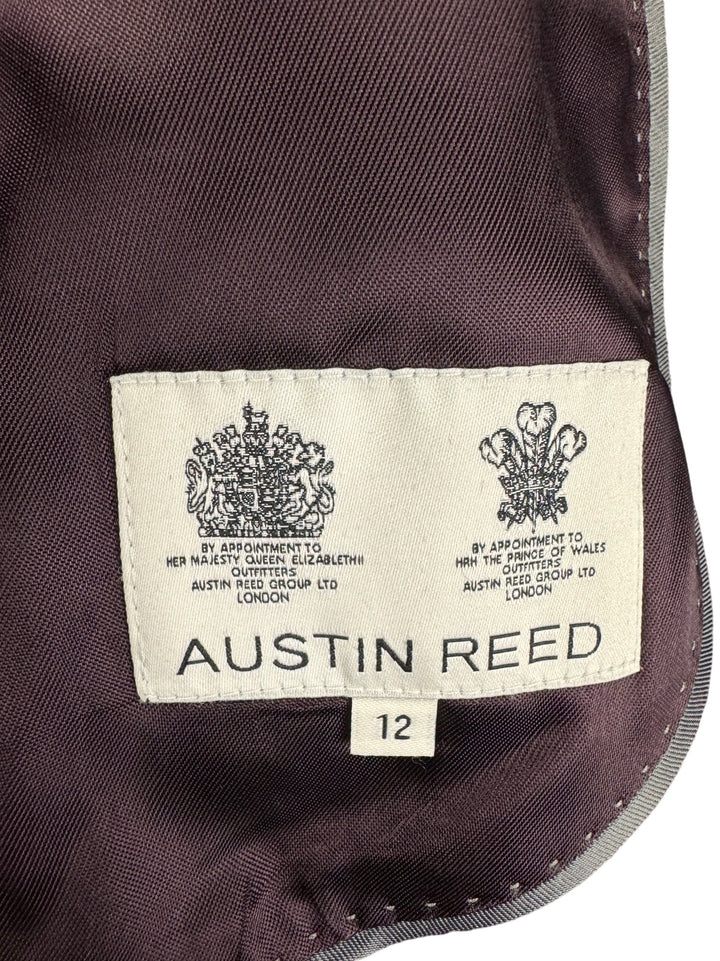 BY APPOINTMENT TO
HER MAJESTY QUEEN ELIZABETH II
OUTFITTERS
AUSTIN REED GROUP LTD
LONDON
BY APPOINTMENT TO
HRH THE PRINCE OF WALES
OUTFITTERS
AUSTIN REED GROUP LTD
LONDON
AUSTIN REED
12